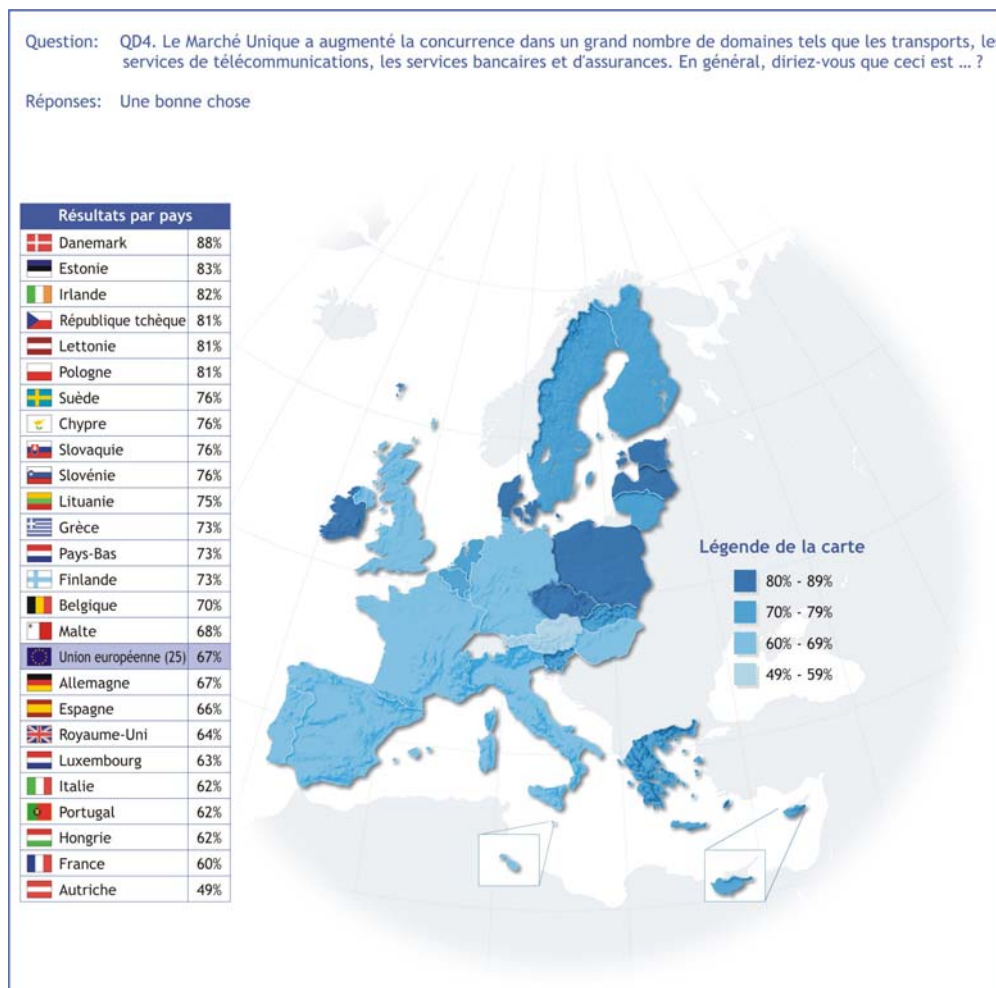 Question: QD4. Le Marché Unique a augmenté la concurrence dans un grand nombre de domaines tels que les transports, le
services de télécommunications, les services bancaires et d'assurances. En général, diriez-vous que ceci est ... ?
Réponses: Une bonne chose
Résultats par pays
Danemark 88%
Estonie 83%
Irlande 82%
République tchèque 81%
Lettonie 81%
Pologne 81%
Suède 76%
Chypre 76%
Slovaquie 76%
Slovénie 76%
Lituanie 75%
Grèce 73%
Pays-Bas 73%
Finlande 73%
Belgique 70%
Malte 68%
Union européenne (25) 67%
Allemagne 67%
Espagne 66%
Royaume-Uni 64%
Luxembourg 63%
Italie 62%
Portugal 62%
Hongrie 62%
France 60%
Autriche 49%
Légende de la carte
80% - 89%
70% - 79%
60% - 69%
49% - 59%